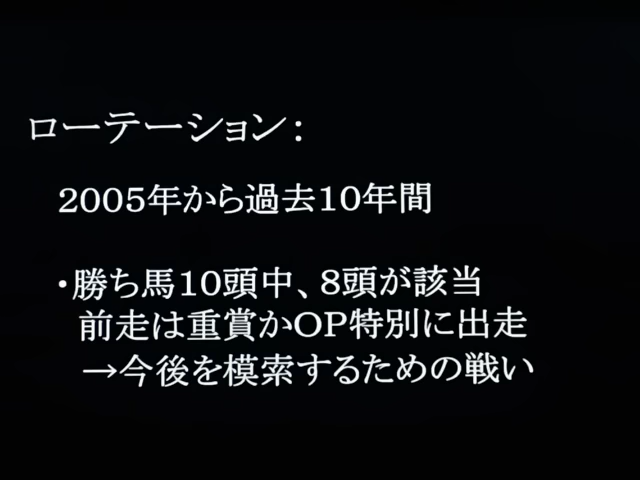 ローテーション：
2005年から過去10年間
・勝ち馬10頭中、8頭が該当
前走は重賞かOP特別に出走
→今後を模索するための戦い